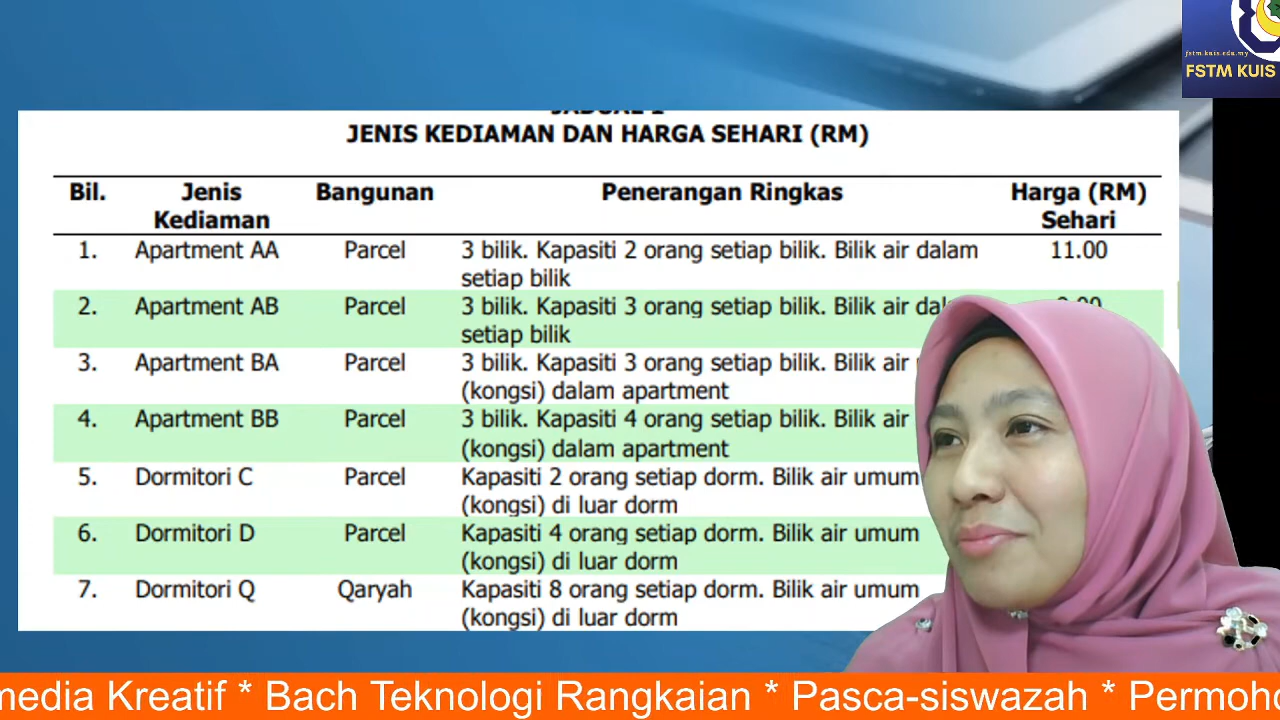 fstm.kuis.edu.my
FSTM KUIS
JADUAL 1
JENIS KEDIAMAN DAN HARGA SEHARI (RM)
Bil. Jenis Kediaman Bangunan Penerangan Ringkas Harga (RM) Sehari
1. Apartment AA Parcel 3 bilik. Kapasiti 2 orang setiap bilik. Bilik air dalam 11.00
setiap bilik
2. Apartment AB Parcel 3 bilik. Kapasiti 3 orang setiap bilik. Bilik air
setiap bilik
3. Apartment BA Parcel 3 bilik. Kapasiti 3 orang setiap bilik. Bilik air
(kongsi) dalam apartment
4. Apartment BB Parcel 3 bilik. Kapasiti 4 orang setiap bilik. Bilik air
(kongsi) dalam apartment
5. Dormitori C Parcel Kapasiti 2 orang setiap dorm. Bilik air umum
(kongsi) di luar dorm
6. Dormitori D Parcel Kapasiti 4 orang setiap dorm. Bilik air umum
(kongsi) di luar dorm
7. Dormitori Q Qaryah Kapasiti 8 orang setiap dorm. Bilik air umum
(kongsi) di luar dorm
media Kreatif * Bach Teknologi Rangkaian * Pasca-siswazah * Permoho